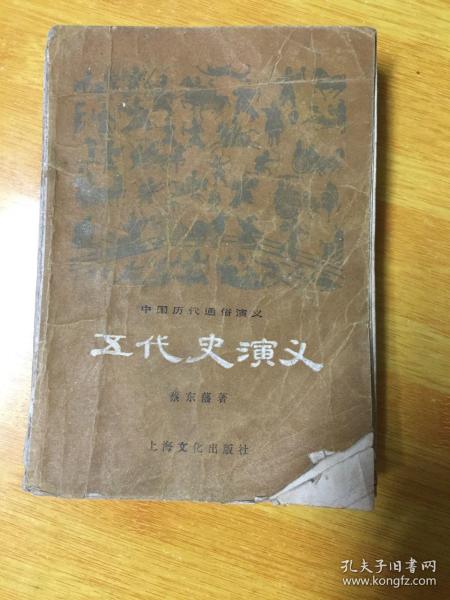 中国历代通俗演义
五代史演义
蔡东藩著
上海文化出版社
孔夫子旧书网
www.kongfz.com